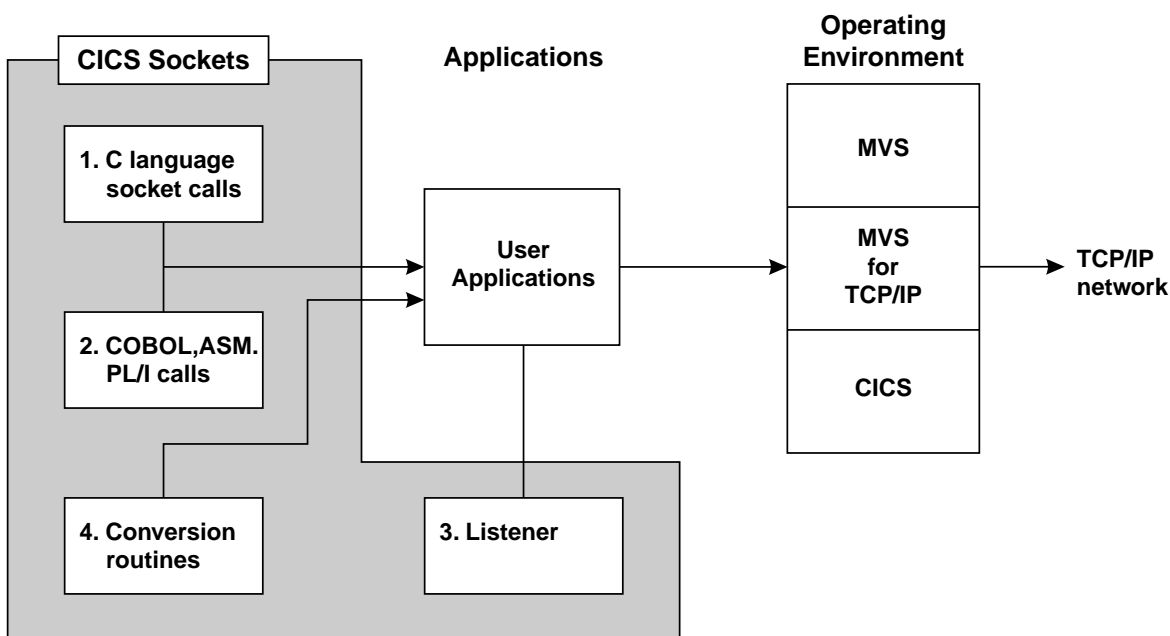 CICS Sockets
Applications
Operating
Environment
1. C language
socket calls
2. COBOL,ASM.
PL/I calls
4. Conversion
routines
User
Applications
3. Listener
MVS
MVS
for
TCP/IP
CICS
TCP/IP
network